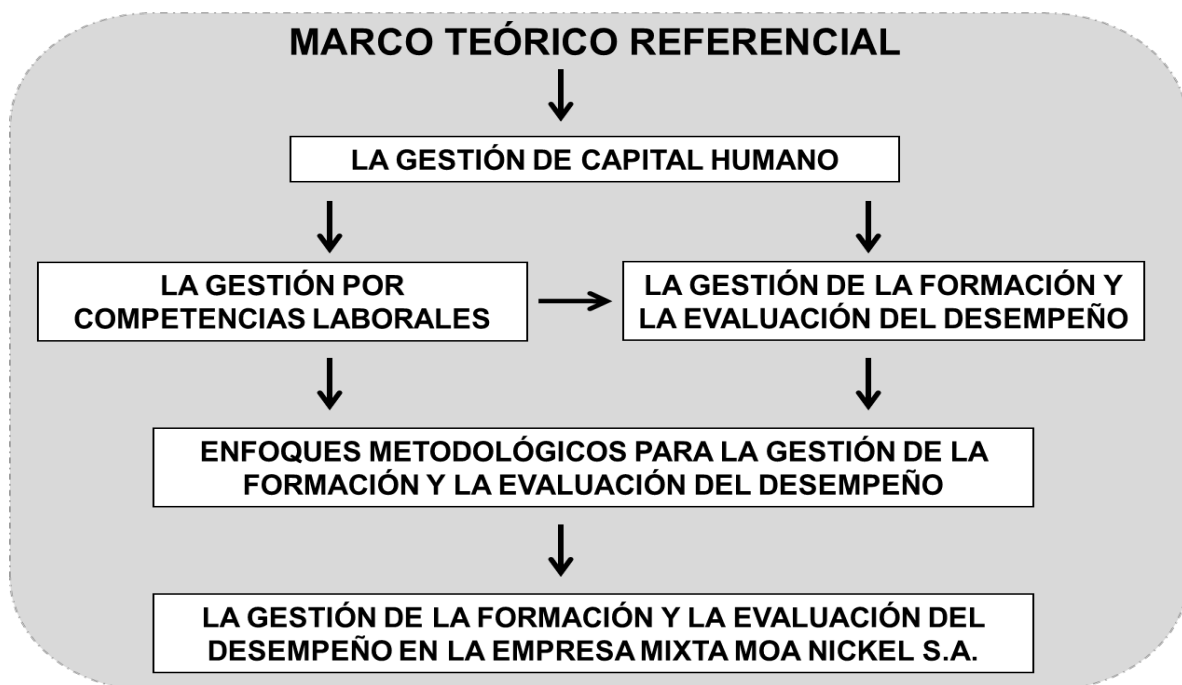 MARCO TEÓRICO REFERENCIAL
LA GESTIÓN DE CAPITAL HUMANO
LA GESTIÓN POR
COMPETENCIAS LABORALES
LA GESTIÓN DE LA FORMACIÓN Y
LA EVALUACIÓN DEL DESEMPEÑO
ENFOQUES METODOLÓGICOS PARA LA GESTIÓN DE LA
FORMACIÓN Y LA EVALUACIÓN DEL DESEMPEÑO
LA GESTIÓN DE LA FORMACIÓN Y LA EVALUACIÓN DEL
DESEMPEÑO EN LA EMPRESA MIXTA MOA NICKEL S.A.